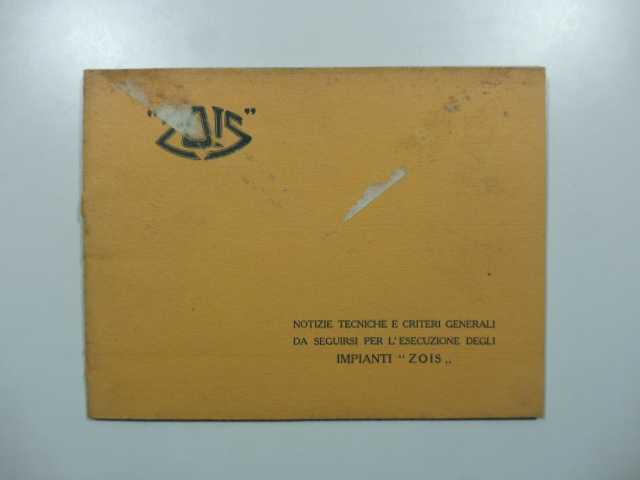 "ZOIS"
NOTIZIE TECNICHE E CRITERI GENERALI
DA SEGUIRSI PER L'ESECUZIONE DEGLI
IMPIANTI "ZOIS„